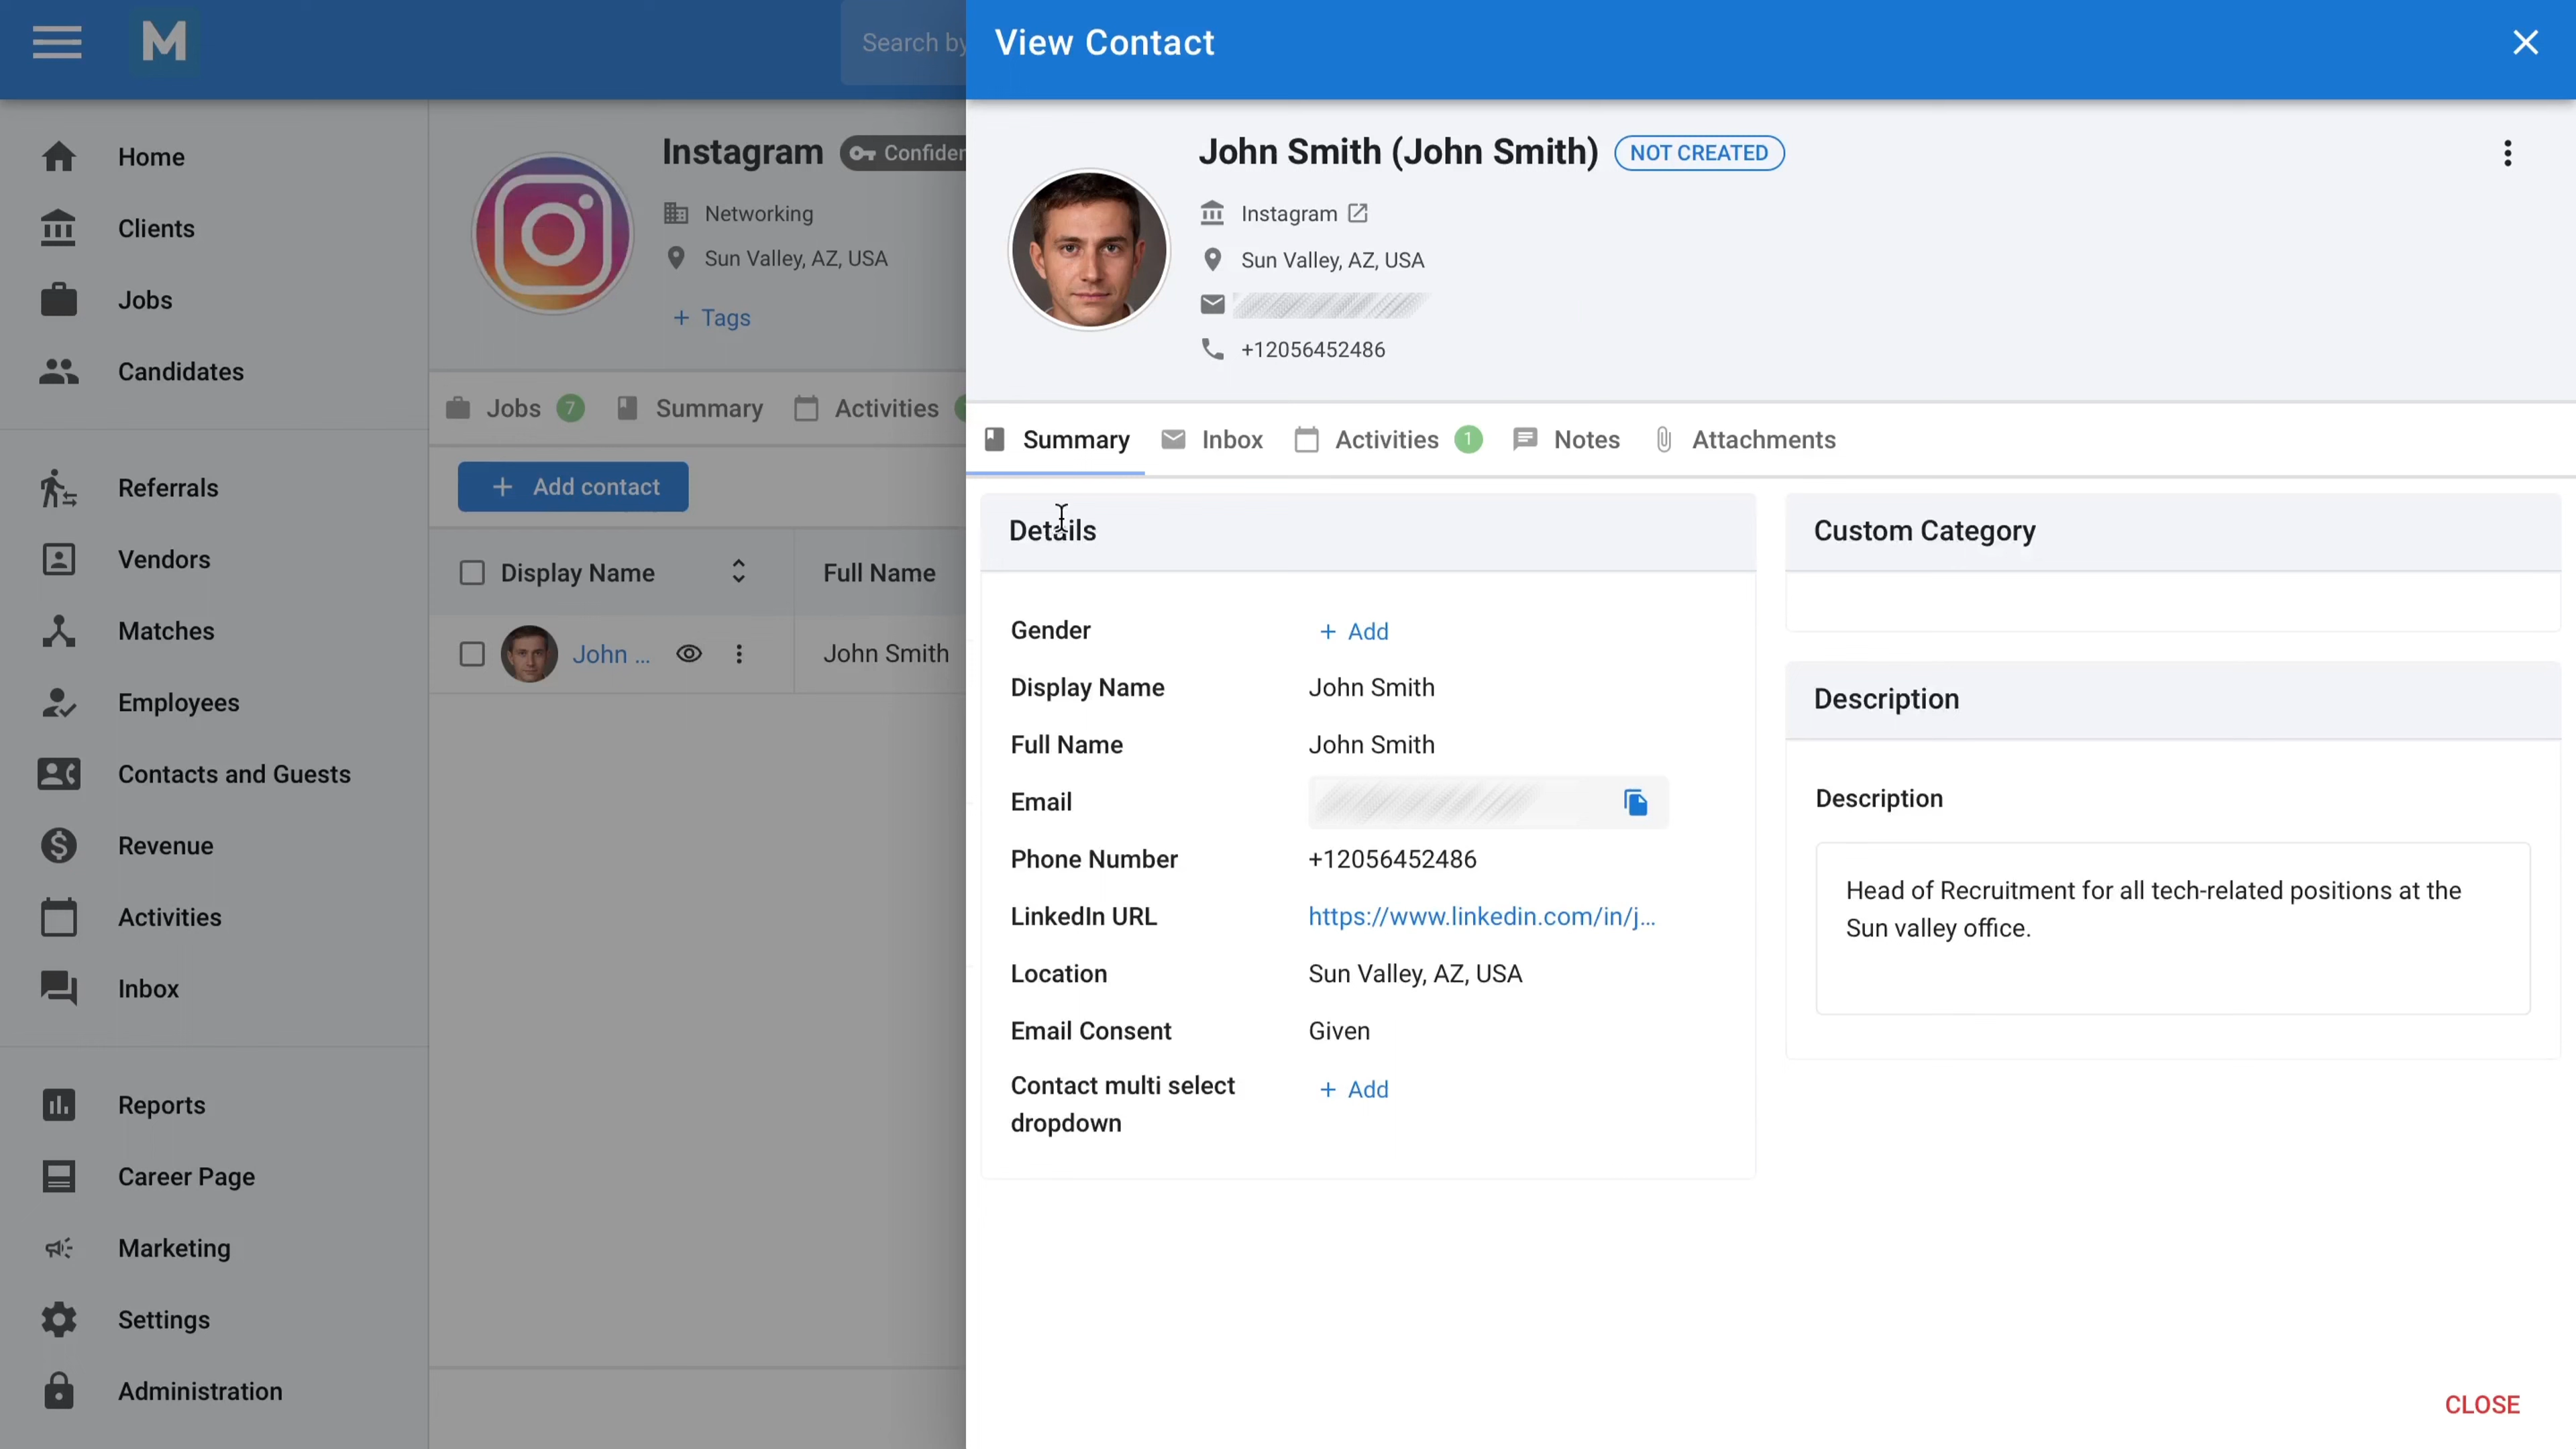 M
Search by
View Contact
Home
Clients
Jobs
Candidates
Referrals
Vendors
Matches
Employees
Contacts and Guests
Revenue
Activities
Inbox
Reports
Career Page
Marketing
Settings
Administration
Instagram
Networking
Sun Valley, AZ, USA
+ Tags
Jobs 7 Summary Activities
+ Add contact
Display Name Full Name
John ... John Smith
John Smith (John Smith) NOT CREATED
Instagram
Sun Valley, AZ, USA
+12056452486
Summary Inbox Activities 1 Notes Attachments
Details
Gender + Add
Display Name John Smith
Full Name John Smith
Email
Phone Number +12056452486
LinkedIn URL https://www.linkedin.com/in/j...
Location Sun Valley, AZ, USA
Email Consent Given
Contact multi select
dropdown
+ Add
Custom Category
Description
Description
Head of Recruitment for all tech-related positions at the
Sun valley office.
CLOSE